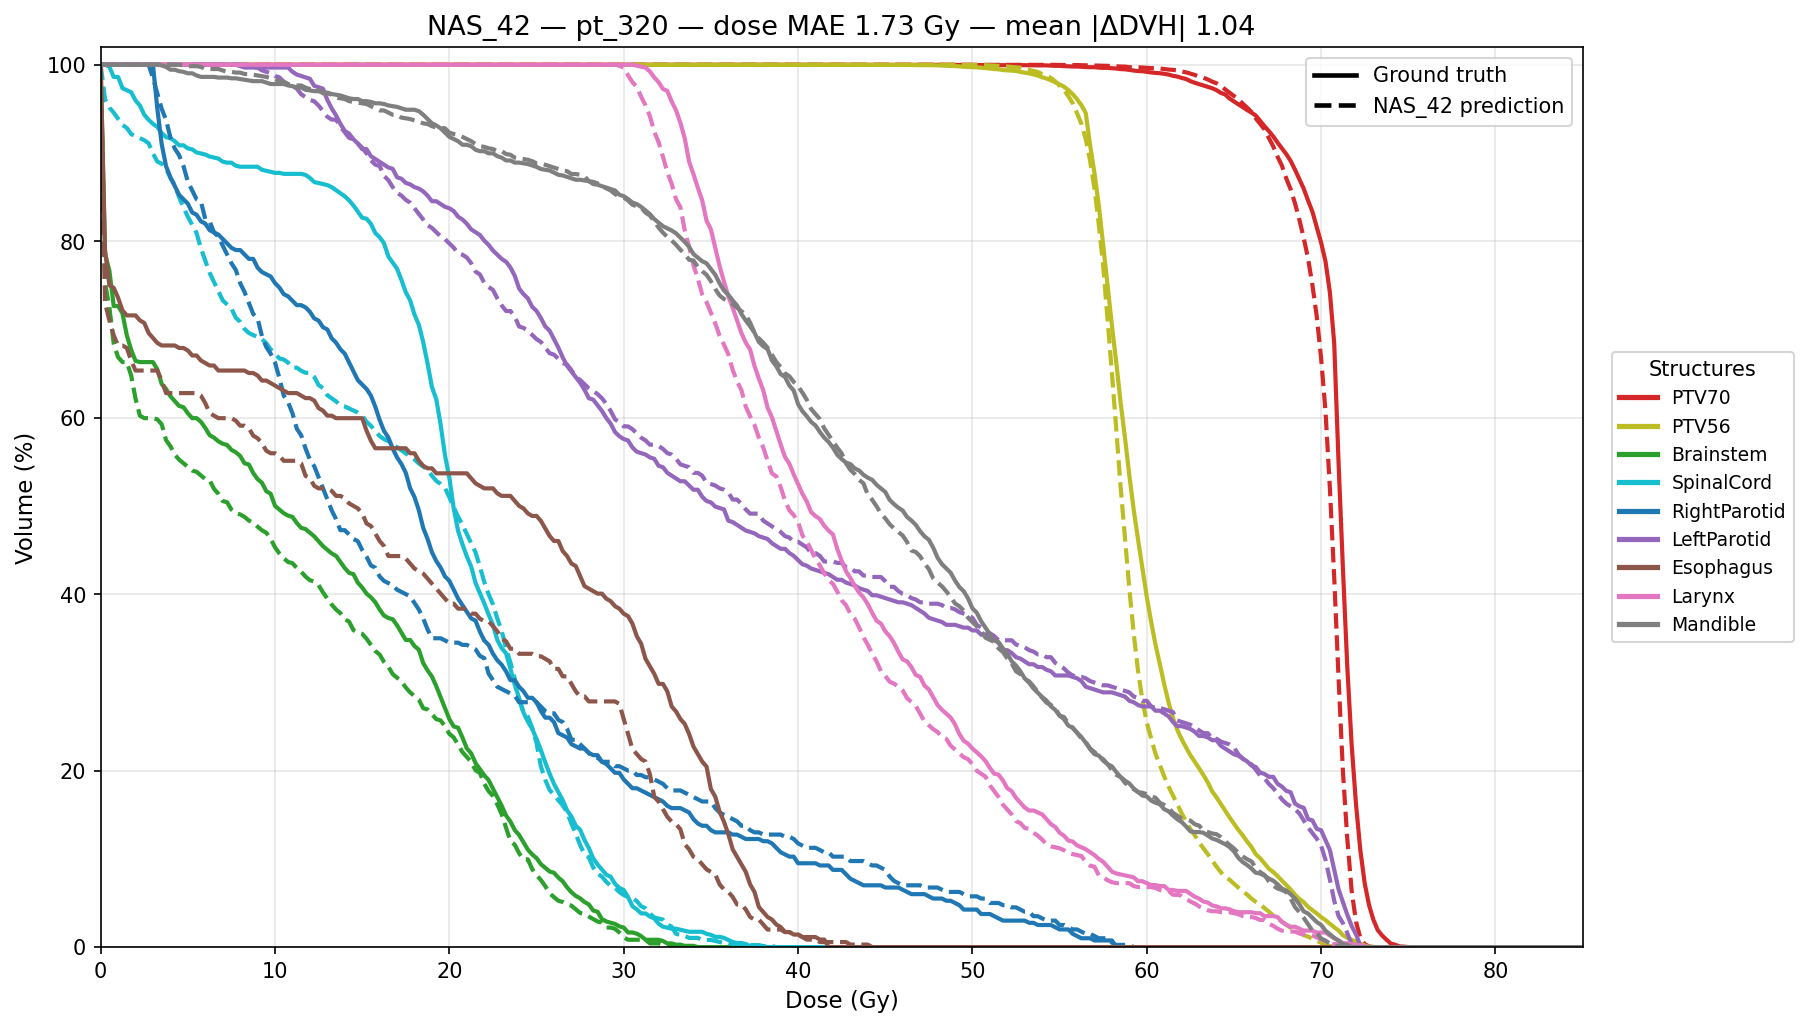 NAS_42 — pt_320 — dose MAE 1.73 Gy — mean |ΔDVH| 1.04
Ground truth
NAS_42 prediction
Structures
PTV70
PTV56
Brainstem
SpinalCord
RightParotid
LeftParotid
Esophagus
Larynx
Mandible
Volume (%)
100
80
60
40
20
0
0 10 20 30 40 50 60 70 80
Dose (Gy)